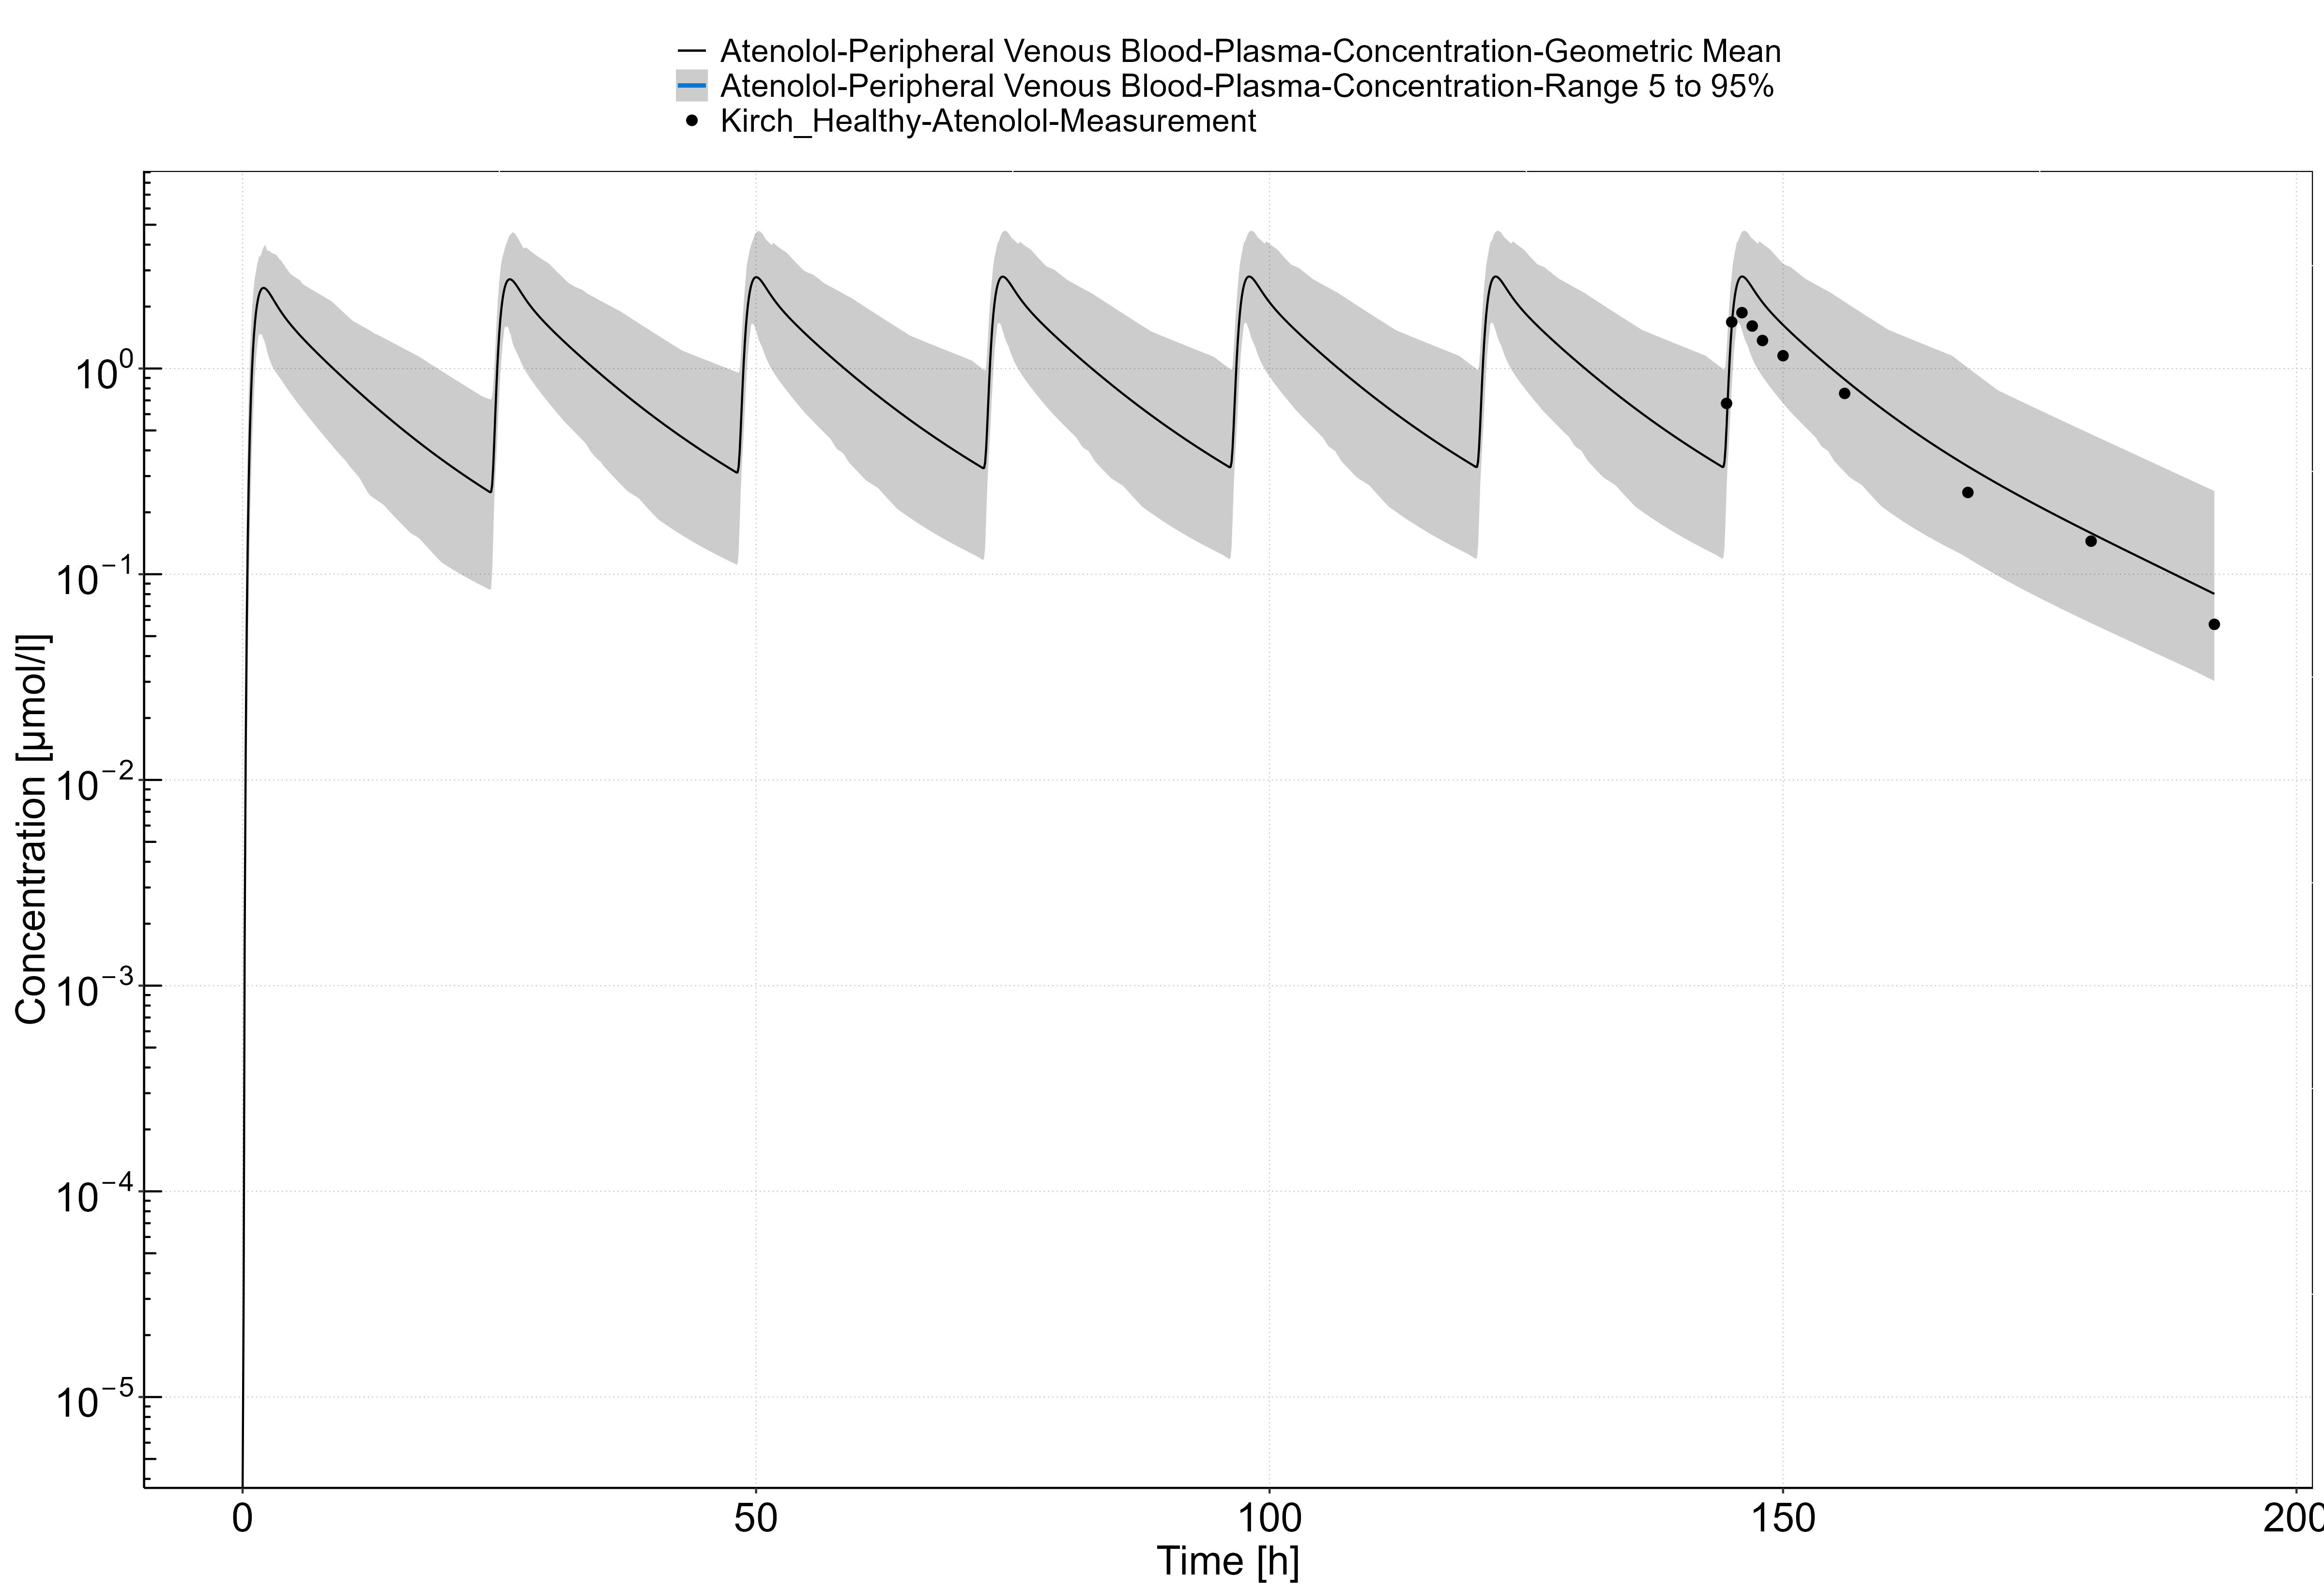 Atenolol-Peripheral Venous Blood-Plasma-Concentration-Geometric Mean
Atenolol-Peripheral Venous Blood-Plasma-Concentration-Range 5 to 95%
Kirch_Healthy-Atenolol-Measurement
Concentration [µmol/l]
10⁰
10⁻¹
10⁻²
10⁻³
10⁻⁴
10⁻⁵
0 50 100 150 200
Time [h]